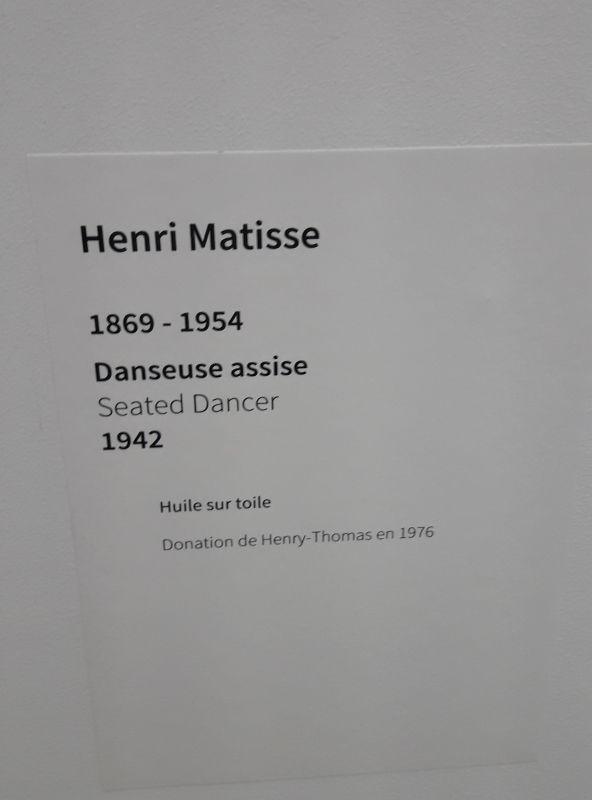 Henri Matisse
1869 - 1954
Danseuse assise
Seated Dancer
1942
Huile sur toile
Donation de Henry-Thomas en 1976